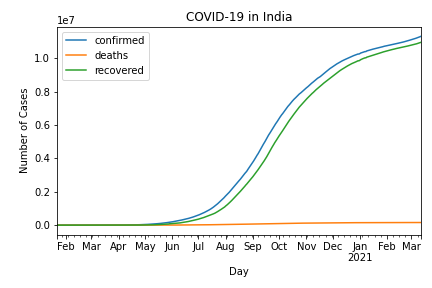 COVID-19 in India
1e7
confirmed
deaths
recovered
Number of Cases
1.0
0.8
0.6
0.4
0.2
0.0
Feb Mar Apr May Jun Jul Aug Sep Oct Nov Dec Jan Feb Mar
2021
Day